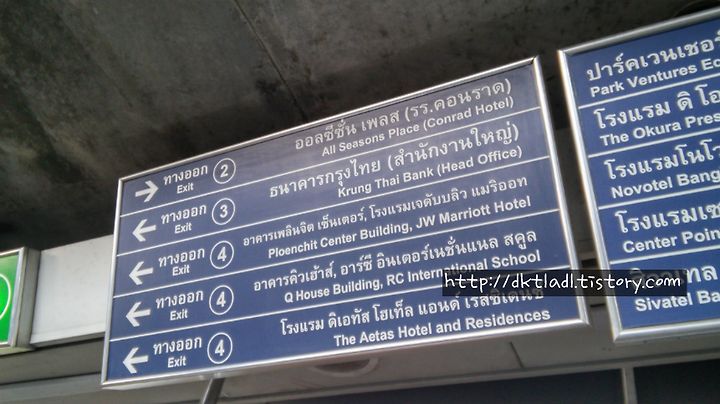 ทางออก 2 ออลซีซั่น เพลส (รร.คอนราด)
Exit All Seasons Place (Conrad Hotel)
ทางออก 3 ธนาคารกรุงไทย (สำนักงานใหญ่)
Exit Krung Thai Bank (Head Office)
ทางออก 4 อาคารเพลินจิต เซ็นเตอร์, โรงแรมเจดับบลิว แมริออท
Exit Ploenchit Center Building, JW Marriott Hotel
ทางออก 4 อาคารคิวเฮ้าส์, อาร์ซี อินเตอร์เนชั่นแนล สคูล
Exit Q House Building, RC International School
ทางออก 4 โรงแรม ดิเอทัส โฮเท็ล แอนด์ เรสซิเดนซ์
Exit The Aetas Hotel and Residences
ปาร์คเวนเชอร์
Park Ventures Ec
โรงแรม ดิ โอ
The Okura Pres
โรงแรมโนโว
Novotel Bang
โรงแรมเซ
Center Poin
Sivatel Ba
http://dktladl.tistory.com/